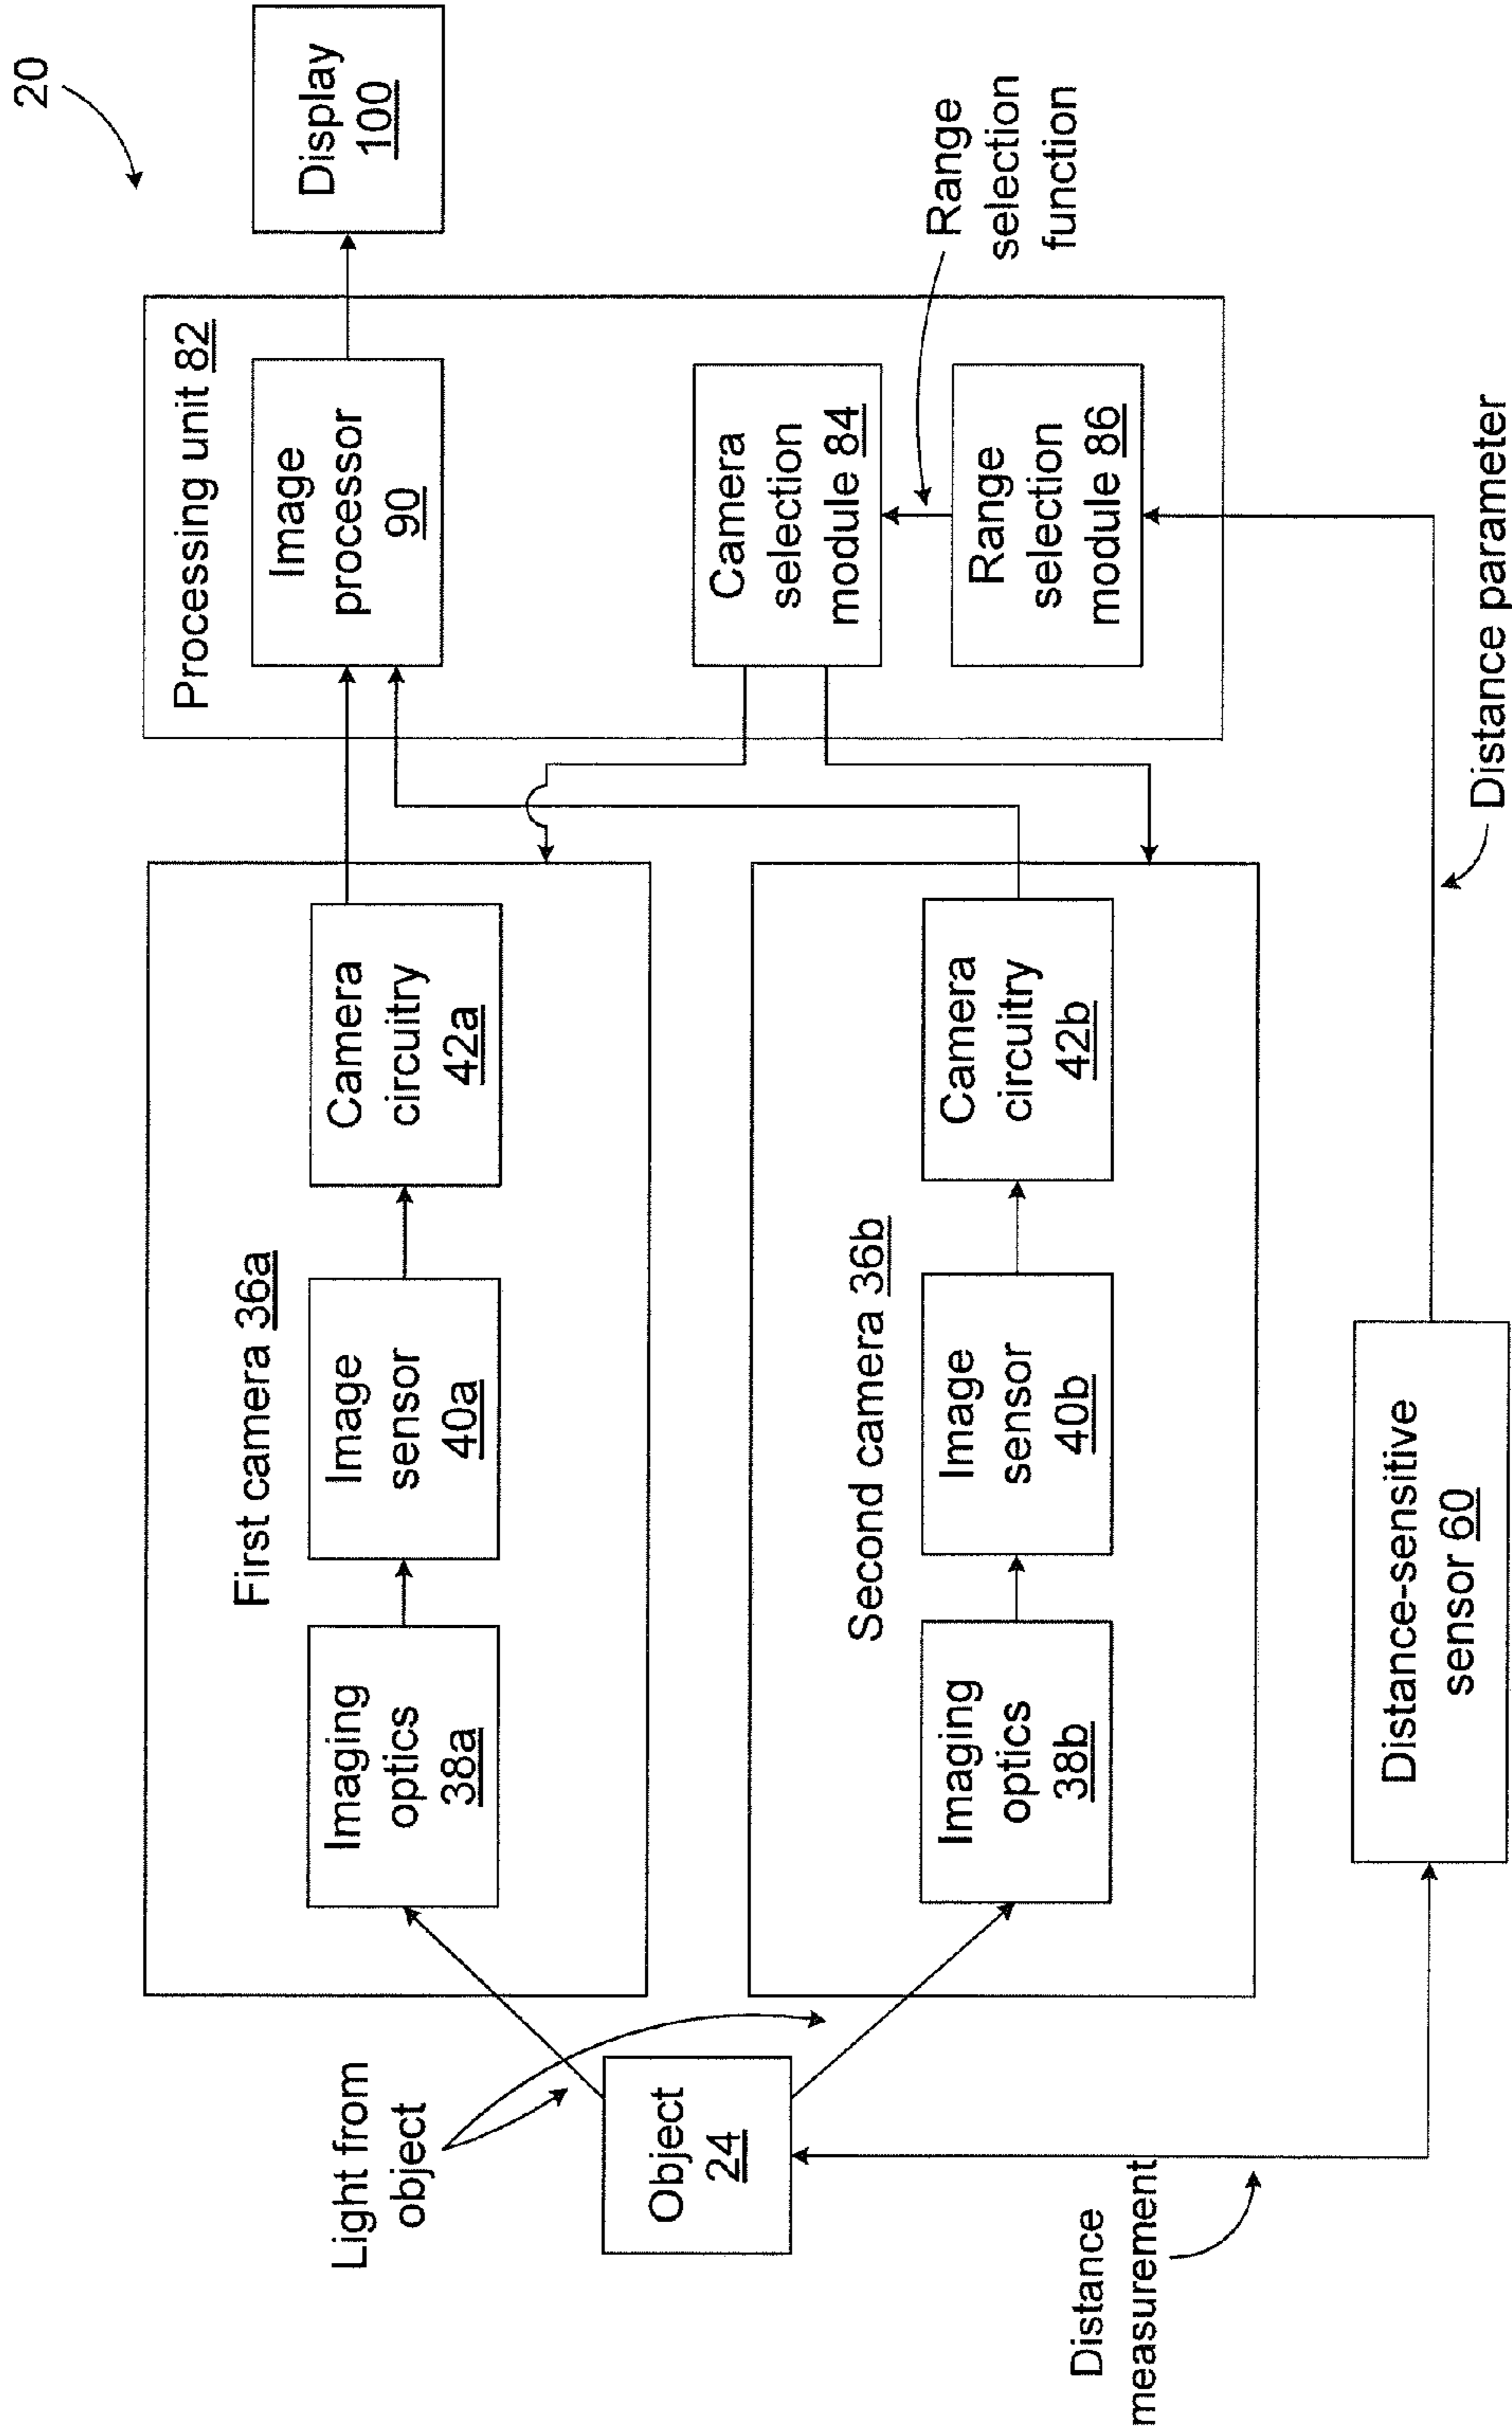 20
Display
100
Processing unit 82
Image
processor
90
Camera
selection
module 84
Range
selection
module 86
Range
selection
function
First camera 36a
Imaging
optics
38a
Image
sensor
40a
Camera
circuitry
42a
Second camera 36b
Imaging
optics
38b
Image
sensor
40b
Camera
circuitry
42b
Light from
object
Object
24
Distance
measurement
Distance-sensitive
sensor 60
Distance parameter